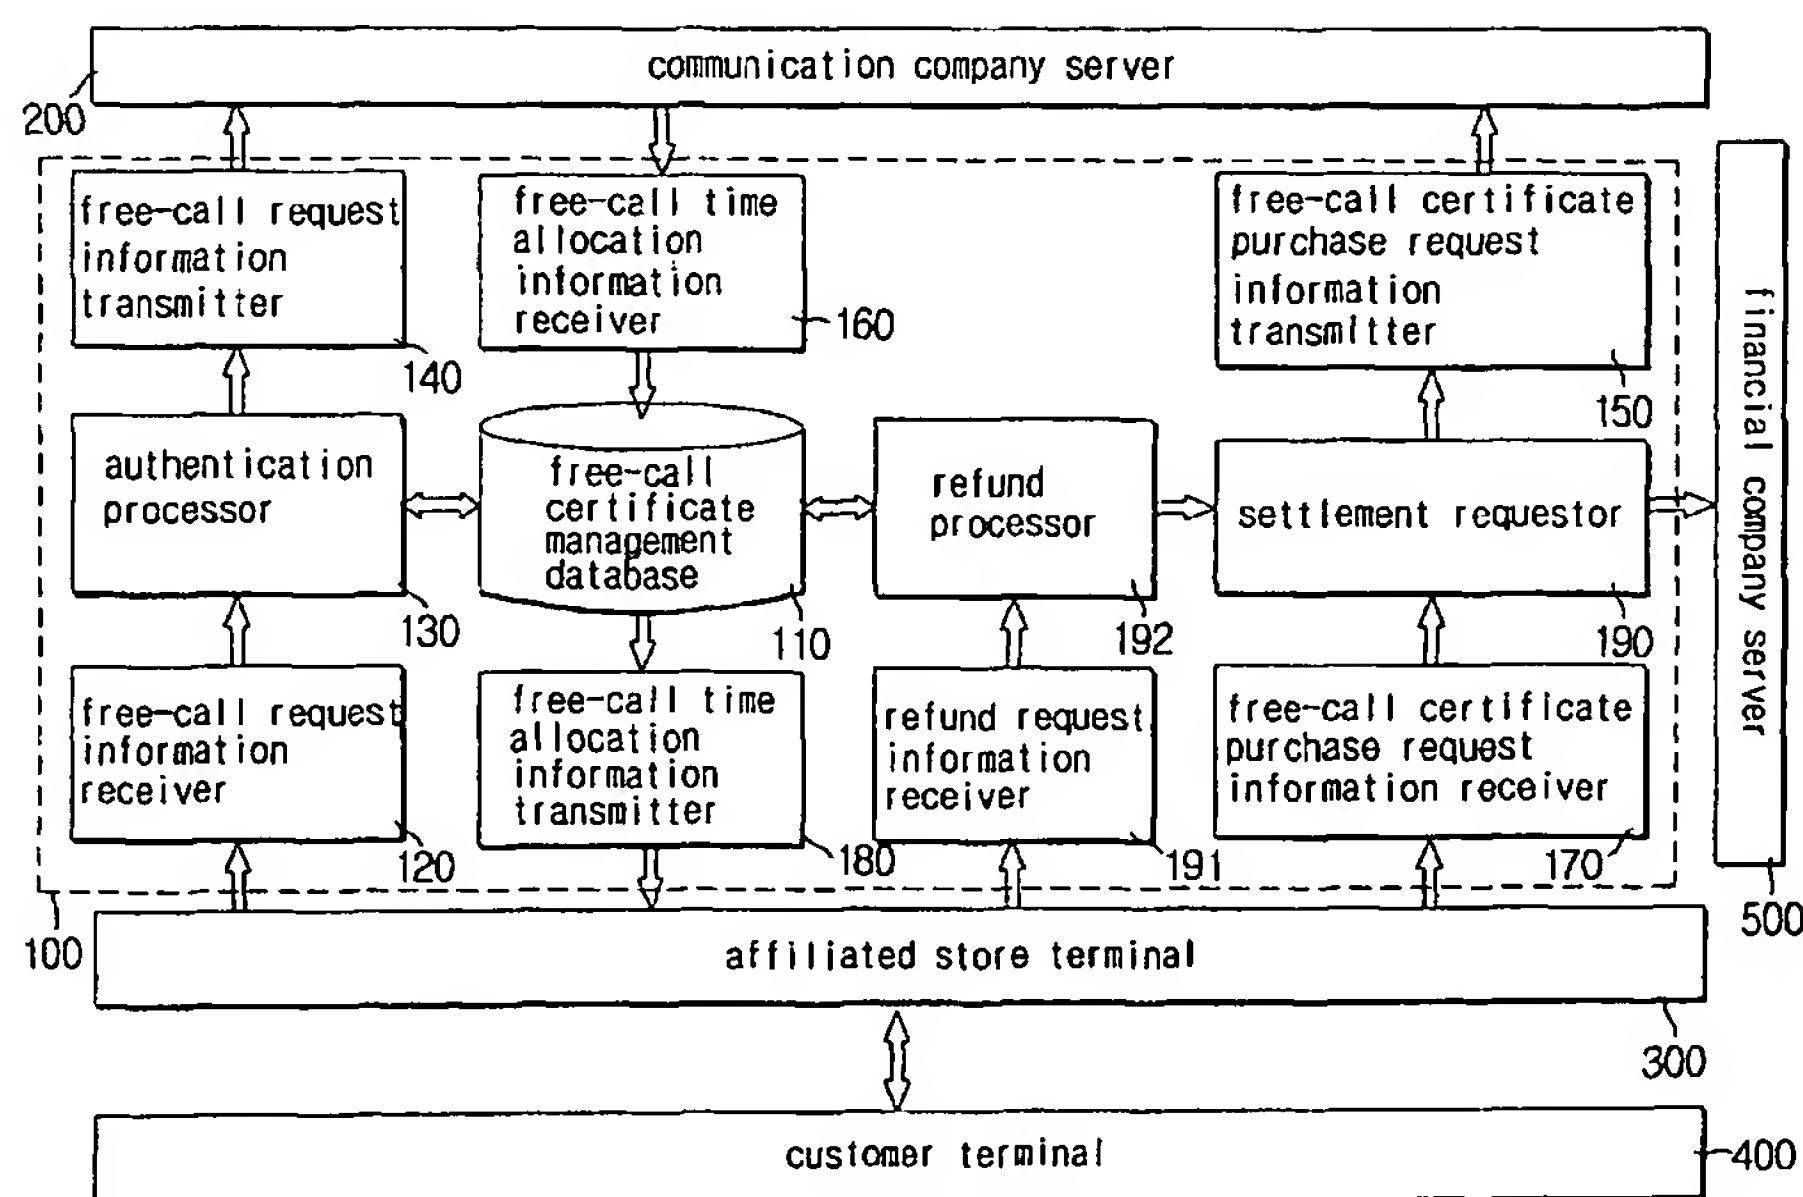 communication company server
200
free-call request
information
transmitter
140
free-call time
allocation
information
receiver
160
free-call certificate
purchase request
information
transmitter
150
authentication
processor
130
free-call
certificate
management
database
110
refund
processor
192
settlement requestor
190
financial company server
500
free-call request
information
receiver
120
free-call time
allocation
information
transmitter
180
refund request
information
receiver
191
free-call certificate
purchase request
information receiver
170
100
affiliated store terminal
300
customer terminal
400